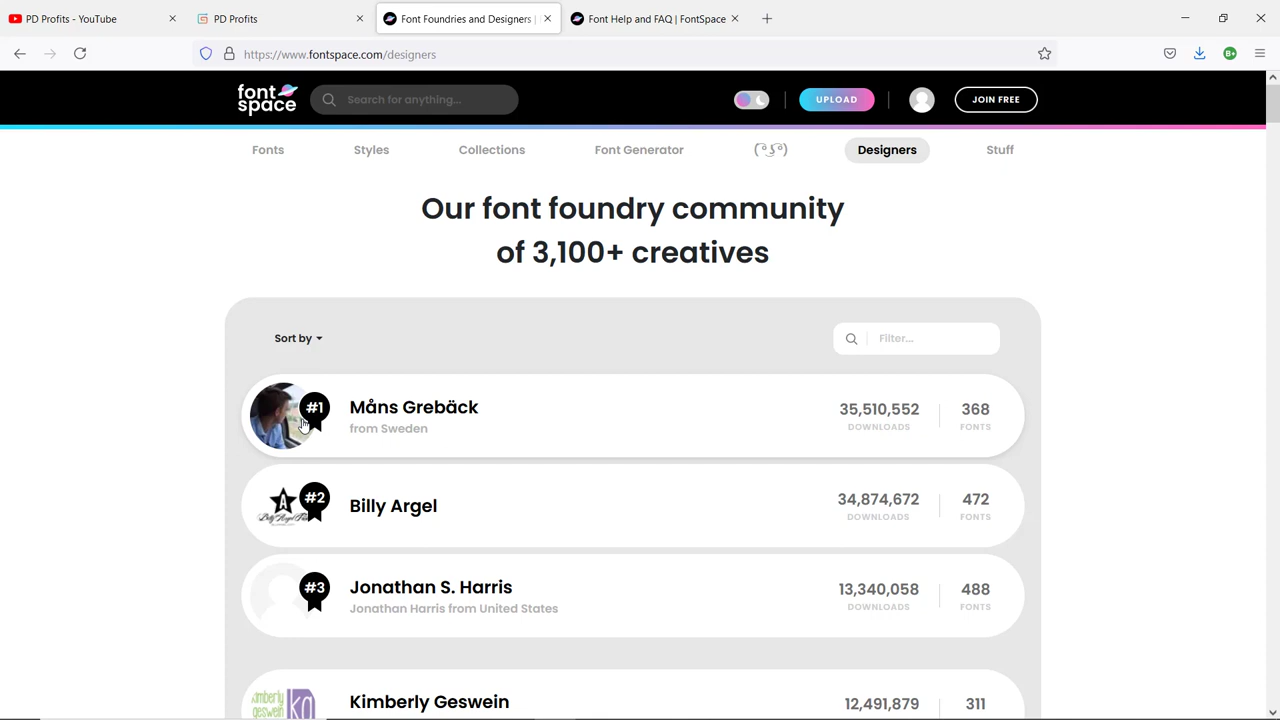 PD Profits - YouTube
PD Profits
Font Foundries and Designers |
Font Help and FAQ | FontSpace
https://www.fontspace.com/designers
B+
font
space
Search for anything...
UPLOAD
JOIN FREE
Fonts
Styles
Collections
Font Generator
( ͡° ͜ʖ ͡°)
Designers
Stuff
Our font foundry community
of 3,100+ creatives
Sort by
Filter...
#1
Måns Grebäck
from Sweden
35,510,552
DOWNLOADS
368
FONTS
#2
Billy Argel
34,874,672
DOWNLOADS
472
FONTS
#3
Jonathan S. Harris
Jonathan Harris from United States
13,340,058
DOWNLOADS
488
FONTS
kimberly
geswein
kg
Kimberly Geswein
12,491,879
311